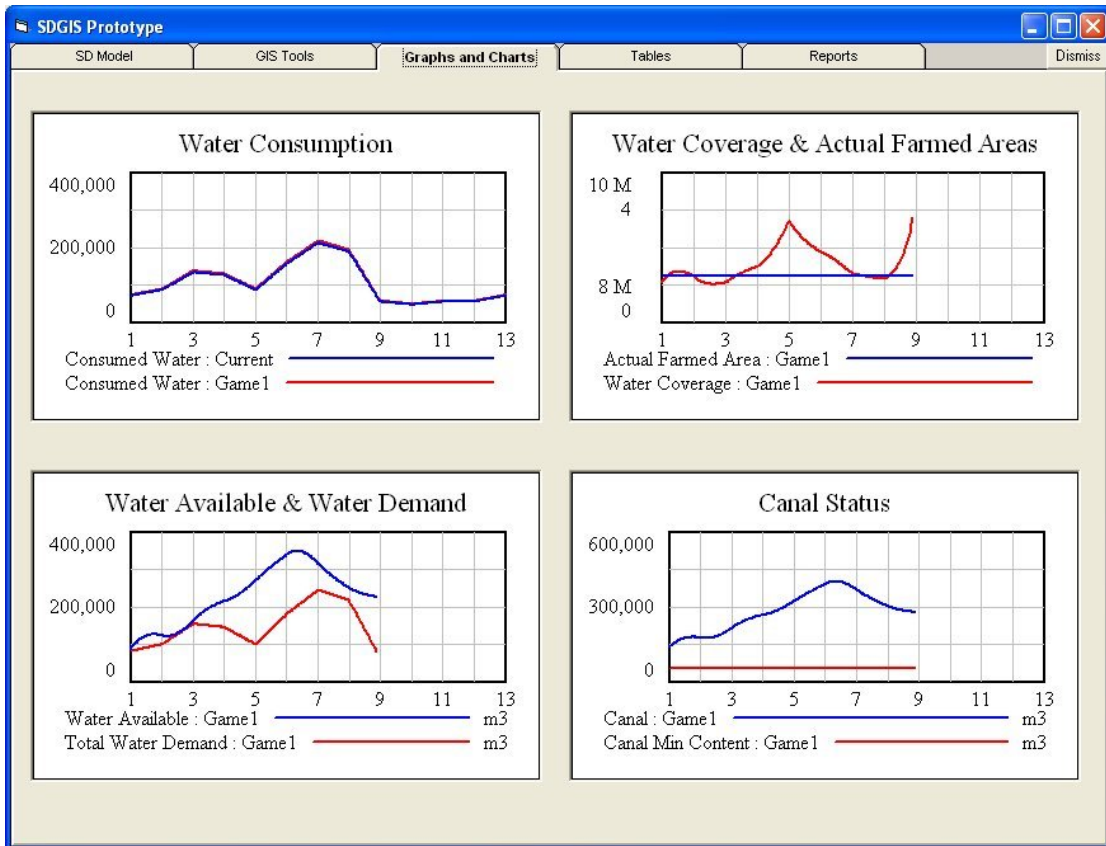 SDGIS Prototype
SD Model GIS Tools Graphs and Charts Tables Reports Dismiss
Water Consumption
400,000
200,000
0
1 3 5 7 9 11 13
Consumed Water : Current
Consumed Water : Game1
Water Coverage & Actual Farmed Areas
10 M
4
8 M
0
1 3 5 7 9 11 13
Actual Farmed Area : Game1
Water Coverage : Game1
Water Available & Water Demand
400,000
200,000
0
1 3 5 7 9 11 13
Water Available : Game1 m3
Total Water Demand : Game1 m3
Canal Status
600,000
300,000
0
1 3 5 7 9 11 13
Canal : Game1 m3
Canal Min Content : Game1 m3